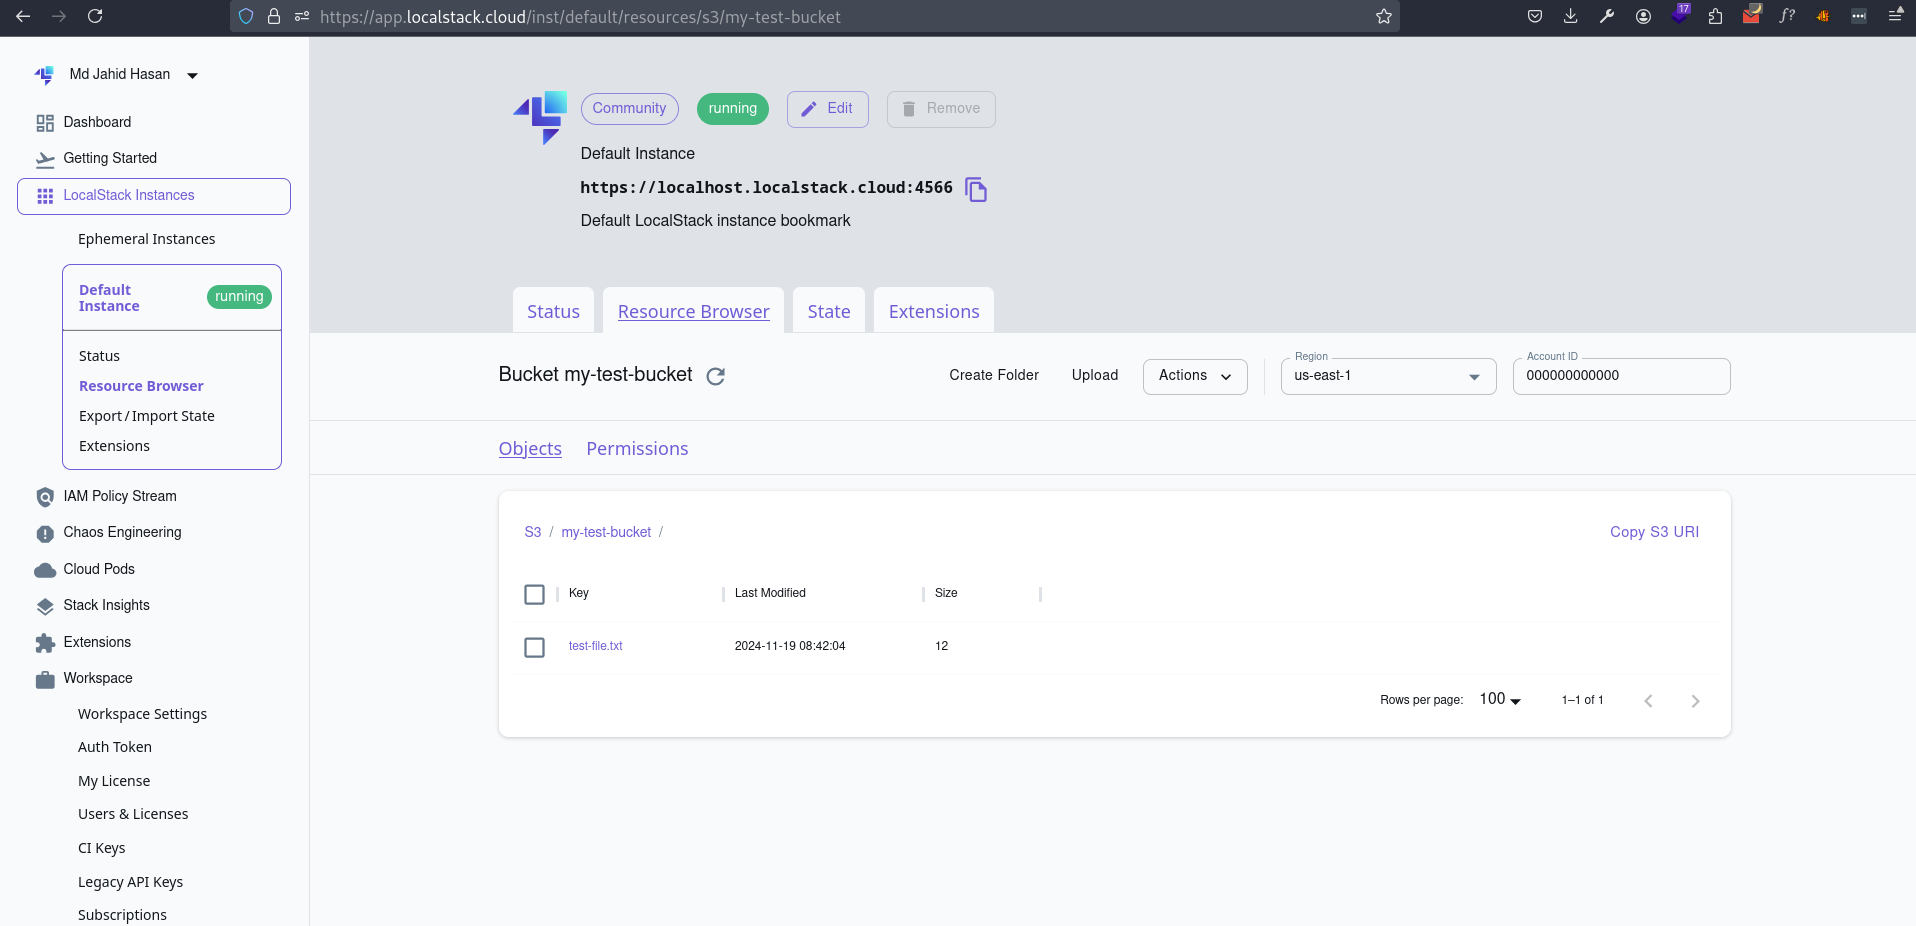 https://app.localstack.cloud/inst/default/resources/s3/my-test-bucket
17
f?
Md Jahid Hasan
Dashboard
Getting Started
LocalStack Instances
Ephemeral Instances
Default
Instance
running
Status
Resource Browser
Export / Import State
Extensions
IAM Policy Stream
Chaos Engineering
Cloud Pods
Stack Insights
Extensions
Workspace
Workspace Settings
Auth Token
My License
Users & Licenses
CI Keys
Legacy API Keys
Subscriptions
Community running Edit Remove
Default Instance
https://localhost.localstack.cloud:4566
Default LocalStack instance bookmark
Status Resource Browser State Extensions
Bucket my-test-bucket
Create Folder Upload Actions
Region
us-east-1
Account ID
000000000000
Objects Permissions
S3 / my-test-bucket /
Copy S3 URI
Key Last Modified Size
test-file.txt 2024-11-19 08:42:04 12
Rows per page: 100 1–1 of 1